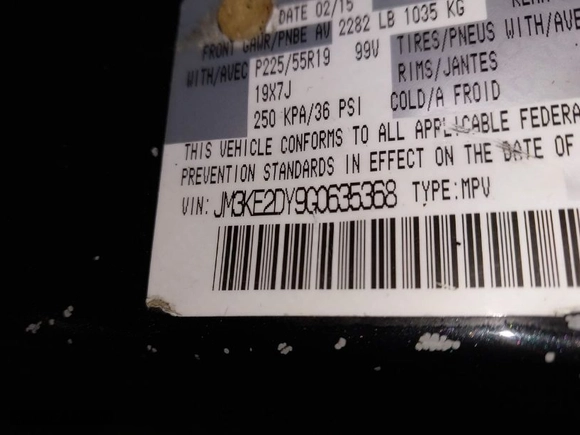 DATE 02/15
FRONT GAWR/PNBE AV 2282 LB 1035 KG
WITH/AVEC P225/55R19 99V TIRES/PNEUS WITH/AVE
19X7J RIMS/JANTES
250 KPA/36 PSI COLD/A FROID
THIS VEHICLE CONFORMS TO ALL APPLICABLE FEDERA
PREVENTION STANDARDS IN EFFECT ON THE DATE OF
VIN: JM3KE2DY9G0635368 TYPE:MPV